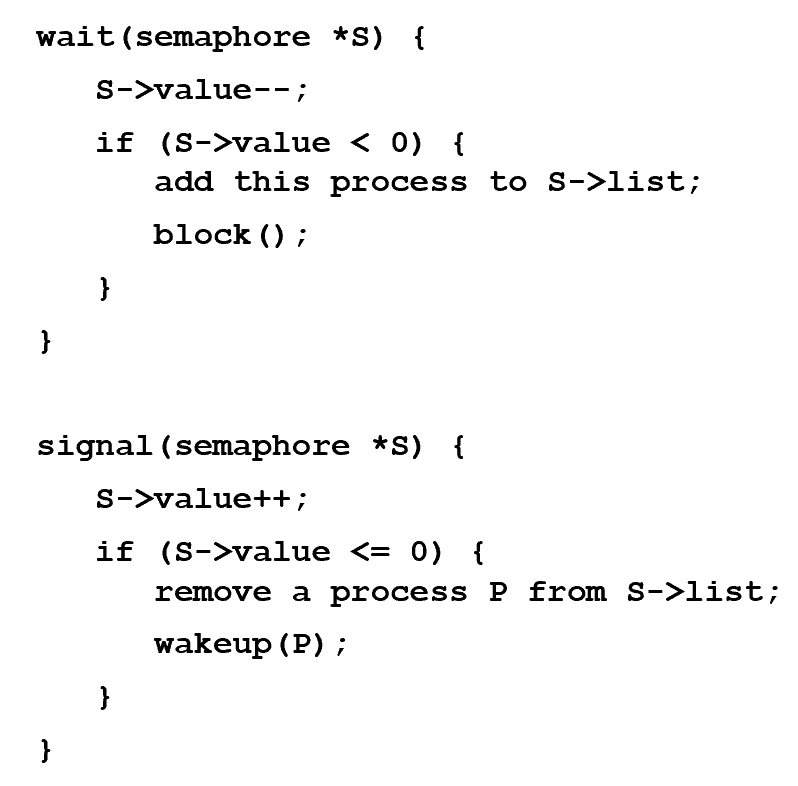 wait(semaphore *S) {
   S->value--;
   if (S->value < 0) {
      add this process to S->list;
      block();
   }
}
signal(semaphore *S) {
   S->value++;
   if (S->value <= 0) {
      remove a process P from S->list;
      wakeup(P);
   }
}